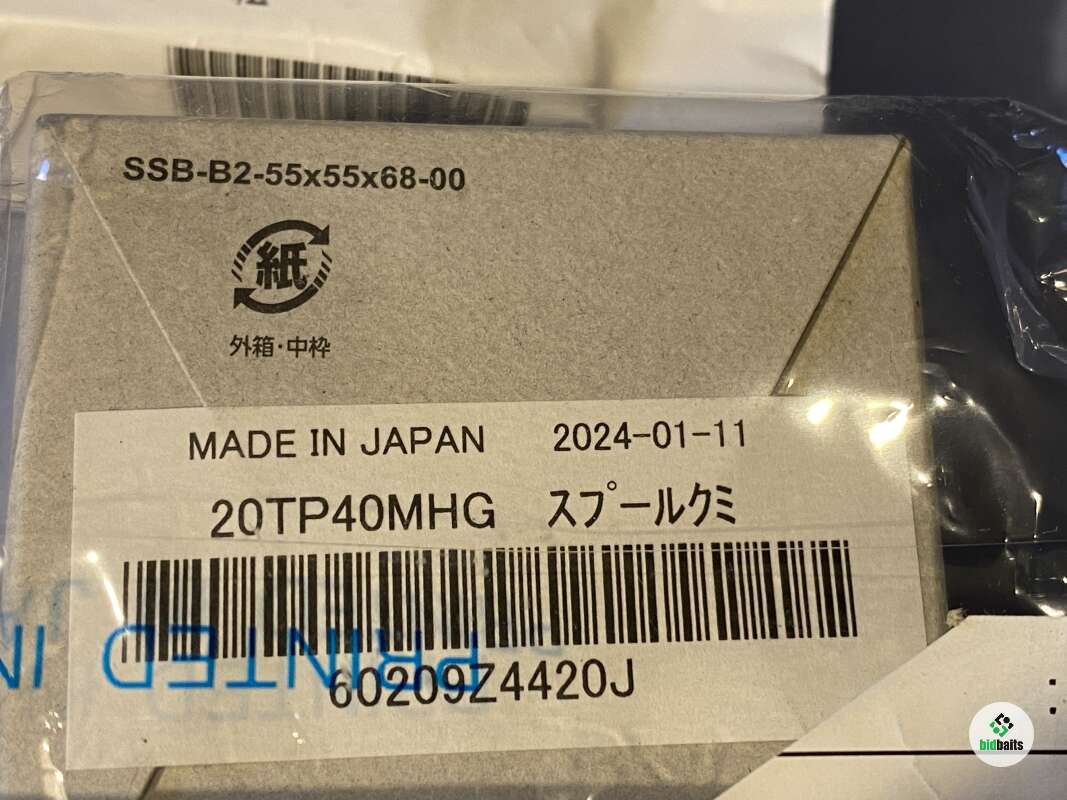 SSB-B2-55x55x68-00
紙
外箱・中枠
MADE IN JAPAN 2024-01-11
20TP40MHG スプールクミ
PRINTED IN
60209Z4420J
bidbaits